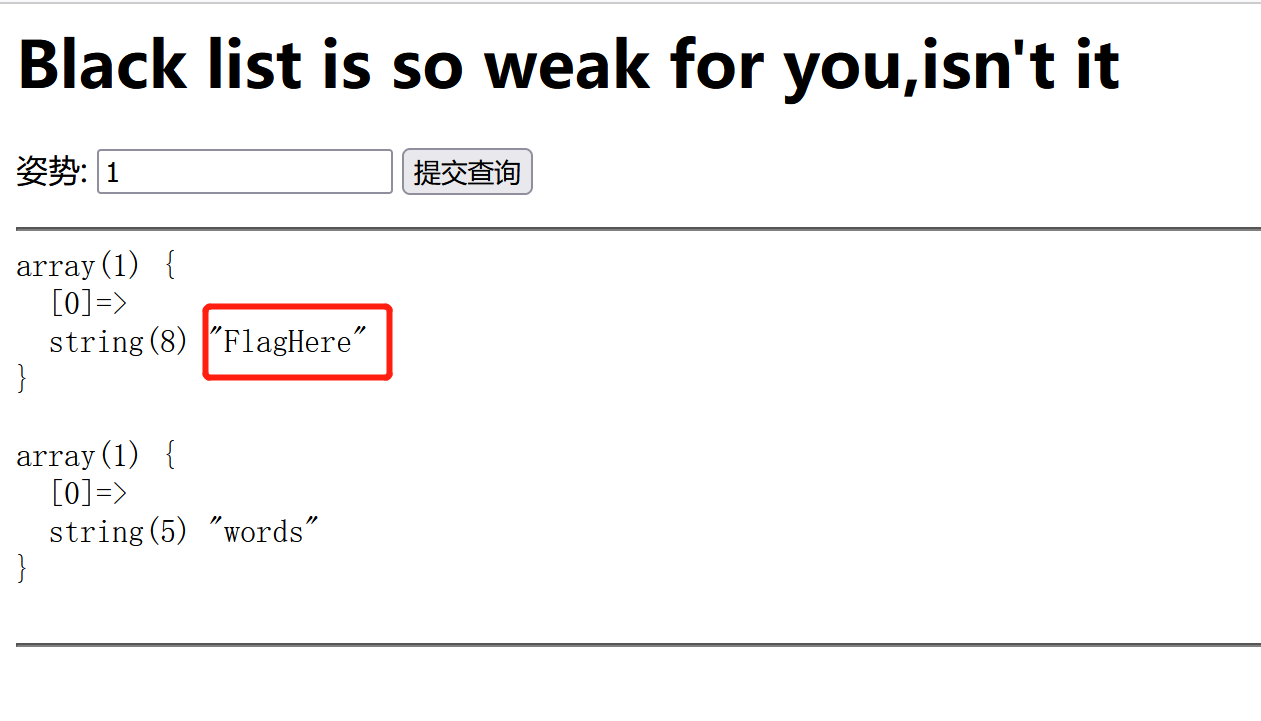 Black list is so weak for you,isn't it
姿势: 1 提交查询
array(1) {
  [0]=>
  string(8) "FlagHere"
}
array(1) {
  [0]=>
  string(5) "words"
}